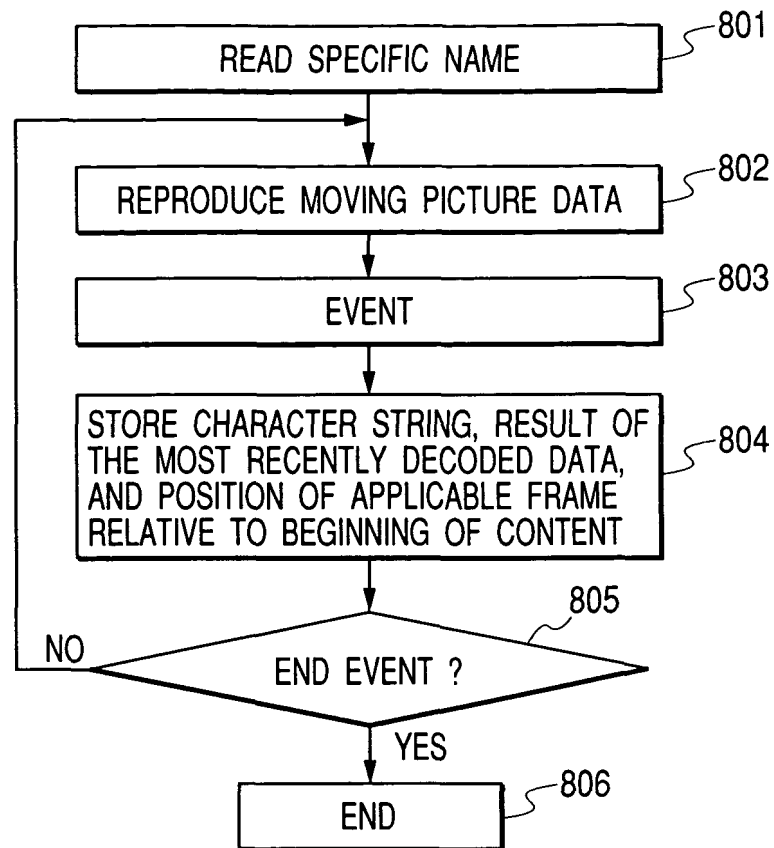 801
READ SPECIFIC NAME
802
REPRODUCE MOVING PICTURE DATA
803
EVENT
STORE CHARACTER STRING, RESULT OF
THE MOST RECENTLY DECODED DATA,
AND POSITION OF APPLICABLE FRAME
RELATIVE TO BEGINNING OF CONTENT
804
805
NO
END EVENT ?
YES
806
END